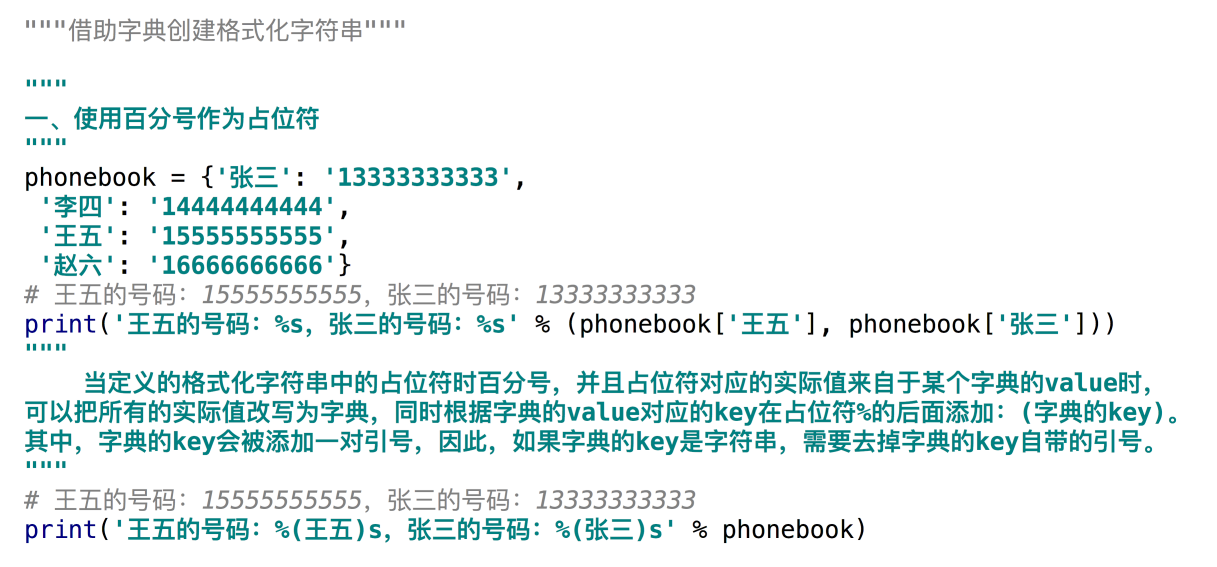 """借助字典创建格式化字符串"""
"""
一、使用百分号作为占位符
"""
phonebook = {'张三': '13333333333',
 '李四': '14444444444',
 '王五': '15555555555',
 '赵六': '16666666666'}
# 王五的号码：15555555555，张三的号码：13333333333
print('王五的号码：%s，张三的号码：%s' % (phonebook['王五'], phonebook['张三']))
"""
    当定义的格式化字符串中的占位符时百分号，并且占位符对应的实际值来自于某个字典的value时，
可以把所有的实际值改写为字典，同时根据字典的value对应的key在占位符%的后面添加：(字典的key)。
其中，字典的key会被添加一对引号，因此，如果字典的key是字符串，需要去掉字典的key自带的引号。
"""
# 王五的号码：15555555555，张三的号码：13333333333
print('王五的号码：%(王五)s，张三的号码：%(张三)s' % phonebook)